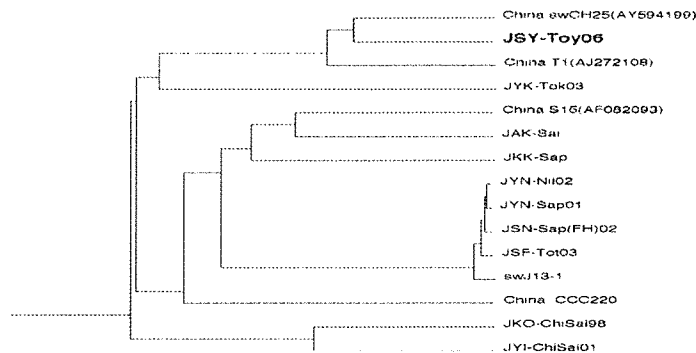 China swCH25(AY594199)
JSY-Toy06
China T1(AJ272108)
JYK-Tok03
China S15(AF082093)
JAK-Sai
JKK-Sap
JYN-Nii02
JYN-Sap01
JSN-Sap(FH)02
JSF-Tot03
swJ13-1
China CCC220
JKO-ChiSai98
JYI-ChiSai01